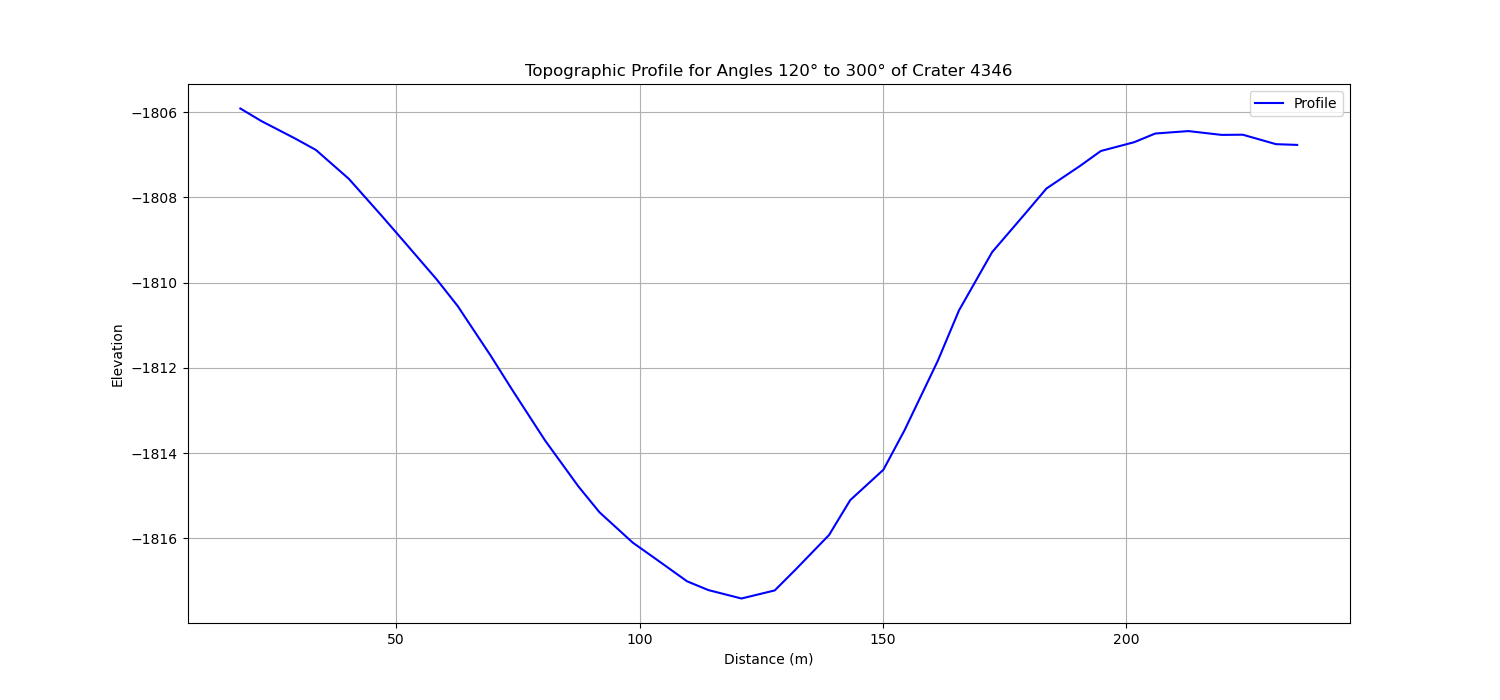 Topographic Profile for Angles 120° to 300° of Crater 4346
Profile
Elevation
−1806
−1808
−1810
−1812
−1814
−1816
50
100
150
200
Distance (m)